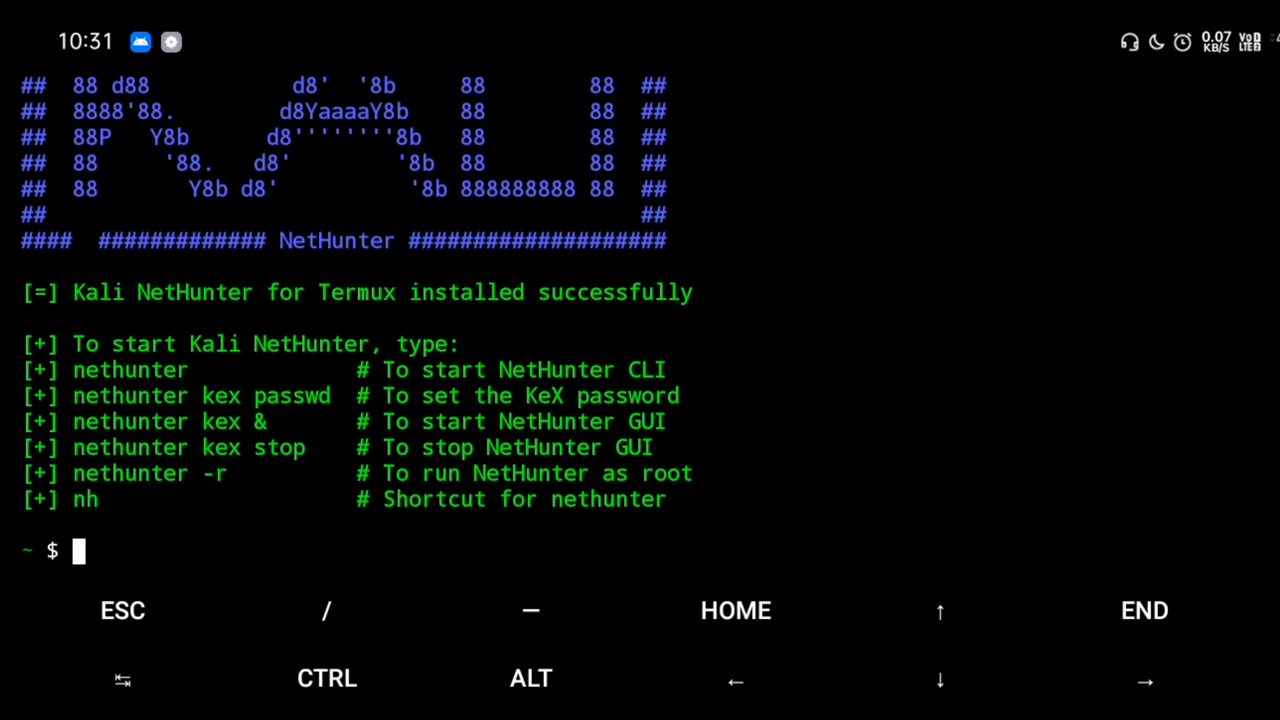 10:31 0.07 KB/S VoD LTE2
## 88 d88 d8' '8b 88 88 ##
## 8888'88. d8YaaaaY8b 88 88 ##
## 88P Y8b d8''''''''8b 88 88 ##
## 88 '88. d8' '8b 88 88 ##
## 88 Y8b d8' '8b 888888888 88 ##
## ##
#### ############# NetHunter ####################
[=] Kali NetHunter for Termux installed successfully
[+] To start Kali NetHunter, type:
[+] nethunter # To start NetHunter CLI
[+] nethunter kex passwd # To set the KeX password
[+] nethunter kex & # To start NetHunter GUI
[+] nethunter kex stop # To stop NetHunter GUI
[+] nethunter -r # To run NetHunter as root
[+] nh # Shortcut for nethunter
~ $
ESC / — HOME ↑ END
↹ CTRL ALT ← ↓ →